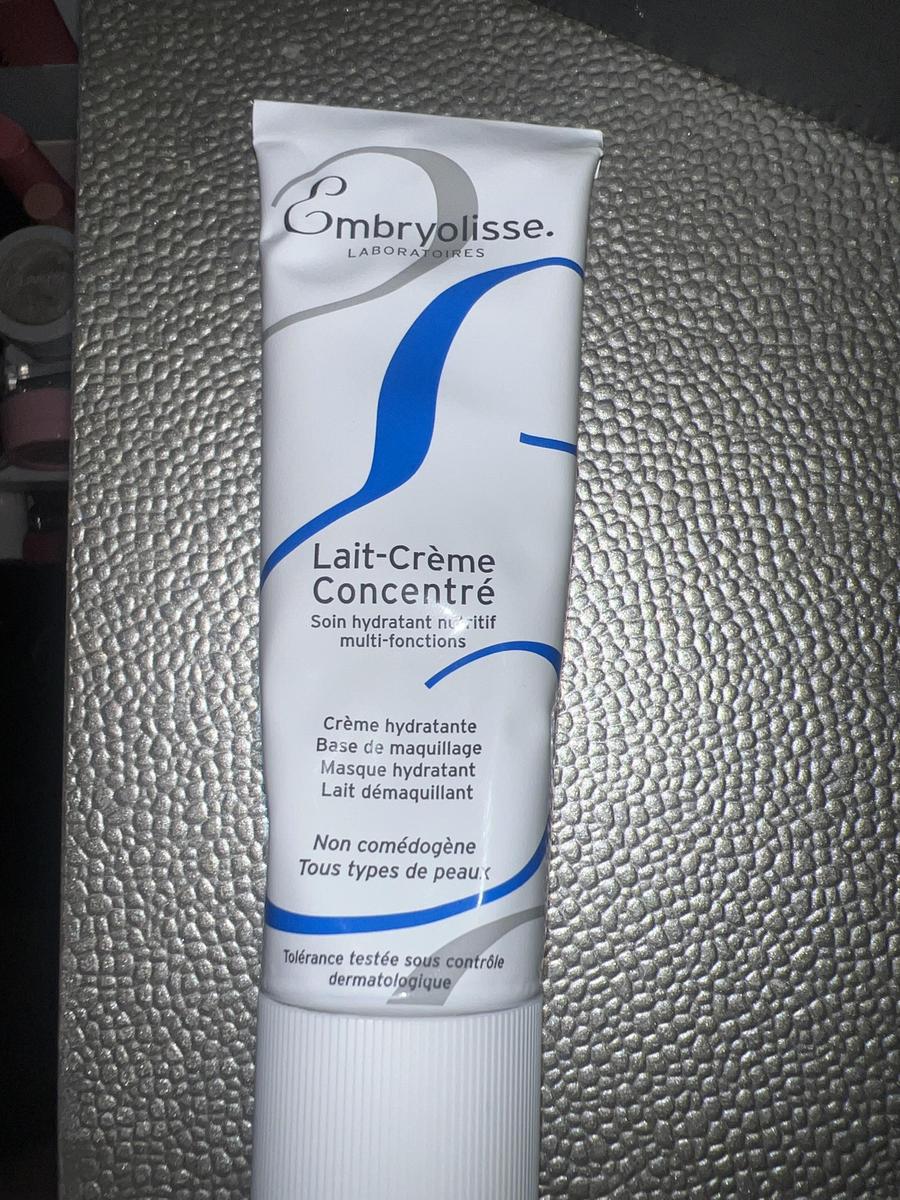 Embryolisse.
LABORATOIRES
Lait-Crème
Concentré
Soin hydratant nutritif
multi-fonctions
Crème hydratante
Base de maquillage
Masque hydratant
Lait démaquillant
Non comédogène
Tous types de peaux
Tolérance testée sous contrôle
dermatologique